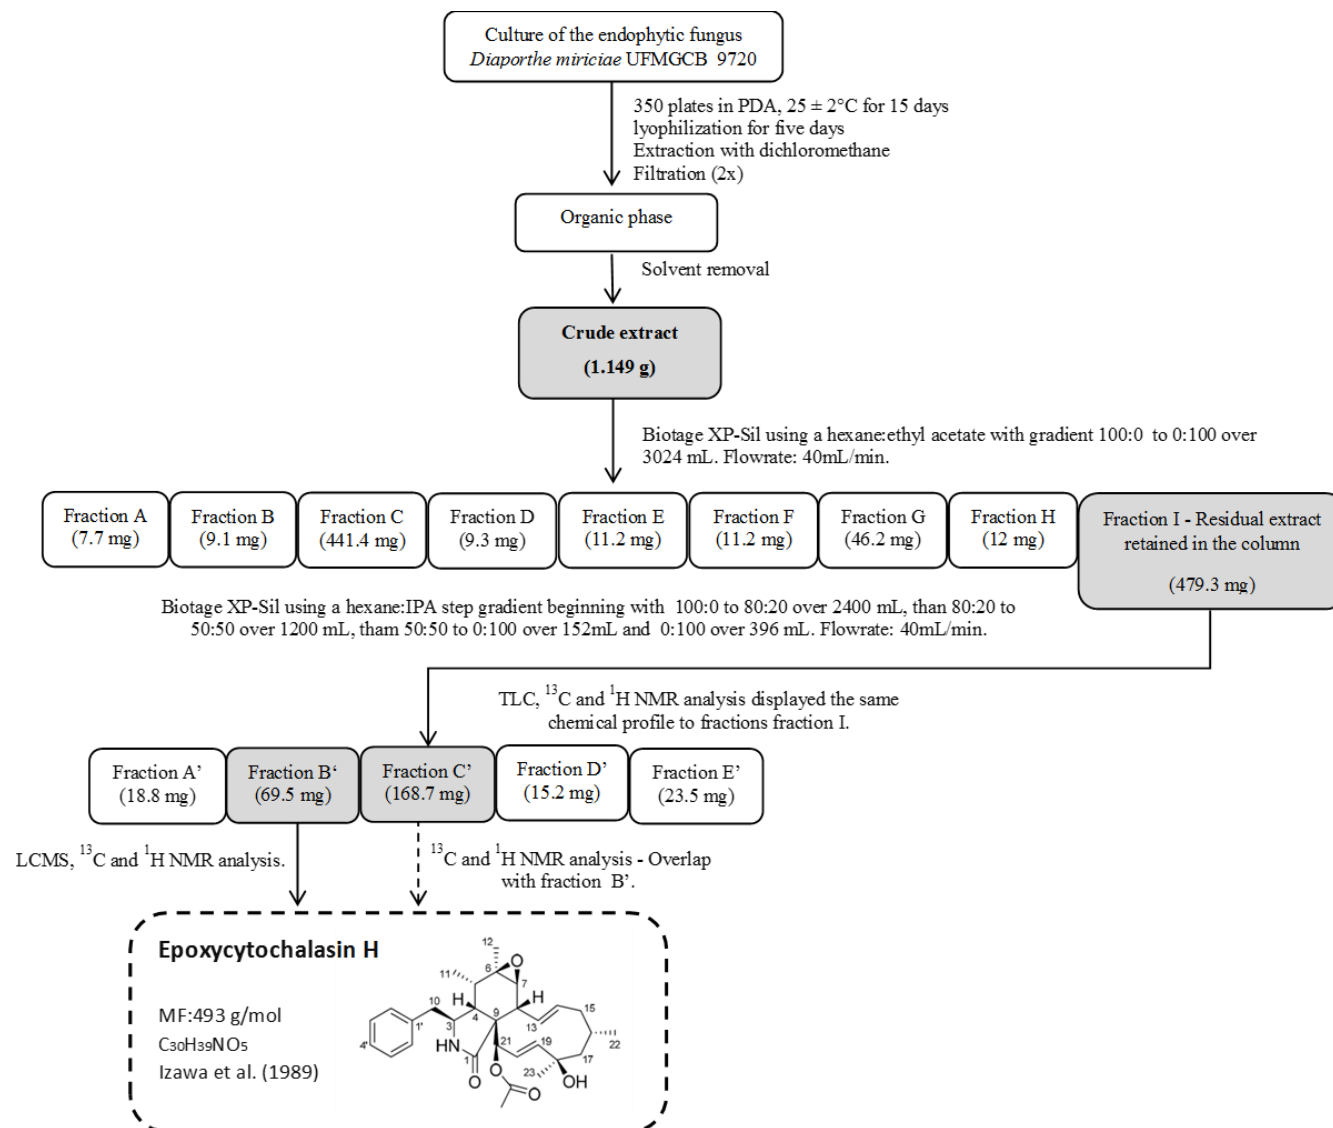 Culture of the endophytic fungus
Diaporthe miriciae UFMGCB 9720
350 plates in PDA, 25 ± 2°C for 15 days
lyophilization for five days
Extraction with dichloromethane
Filtration (2x)
Organic phase
Solvent removal
Crude extract
(1.149 g)
Biotage XP-Sil using a hexane:ethyl acetate with gradient 100:0 to 0:100 over
3024 mL. Flowrate: 40mL/min.
Fraction A
(7.7 mg)
Fraction B
(9.1 mg)
Fraction C
(441.4 mg)
Fraction D
(9.3 mg)
Fraction E
(11.2 mg)
Fraction F
(11.2 mg)
Fraction G
(46.2 mg)
Fraction H
(12 mg)
Fraction I - Residual extract
retained in the column
(479.3 mg)
Biotage XP-Sil using a hexane:IPA step gradient beginning with 100:0 to 80:20 over 2400 mL, than 80:20 to
50:50 over 1200 mL, tham 50:50 to 0:100 over 152mL and 0:100 over 396 mL. Flowrate: 40mL/min.
TLC, ¹³C and ¹H NMR analysis displayed the same
chemical profile to fractions fraction I.
Fraction A’
(18.8 mg)
Fraction B‘
(69.5 mg)
Fraction C’
(168.7 mg)
Fraction D’
(15.2 mg)
Fraction E’
(23.5 mg)
LCMS, ¹³C and ¹H NMR analysis.
¹³C and ¹H NMR analysis - Overlap
with fraction B’.
Epoxycytochalasin H
MF:493 g/mol
C₃₀H₃₉NO₅
Izawa et al. (1989)
12
O
6
11
7
10
H
H
4
9
15
1'
3
13
4'
HN
21
19
22
1
17
O
O
23
OH
O